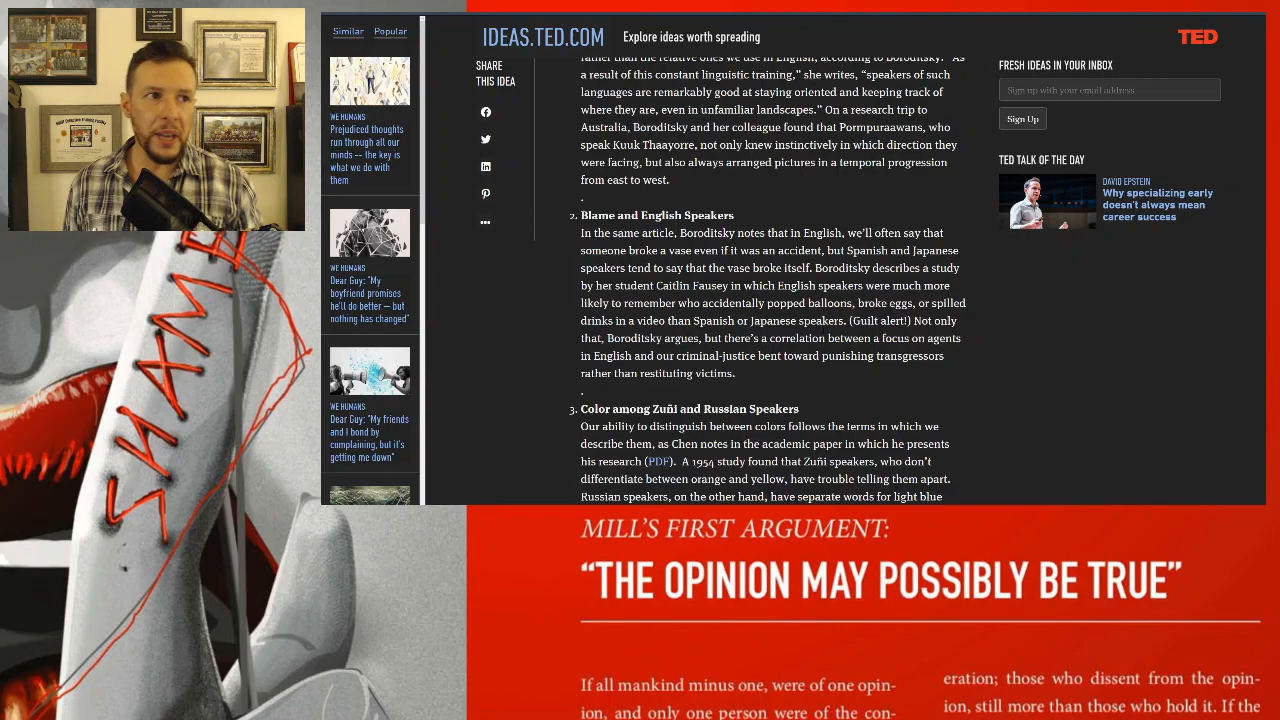 Similar Popular
WE HUMANS
Prejudiced thoughts
run through all our
minds -- the key is
what we do with
them
WE HUMANS
Dear Guy: “My
boyfriend promises
he’ll do better — but
nothing has changed”
WE HUMANS
Dear Guy: “My friends
and I bond by
complaining, but it’s
getting me down”
IDEAS.TED.COM Explore ideas worth spreading
TED
SHARE
THIS IDEA
rather than the relative ones we use in English, according to Boroditsky. “As
a result of this constant linguistic training,” she writes, “speakers of such
languages are remarkably good at staying oriented and keeping track of
where they are, even in unfamiliar landscapes.” On a research trip to
Australia, Boroditsky and her colleague found that Pormpuraawans, who
speak Kuuk Thaayorre, not only knew instinctively in which direction they
were facing, but also always arranged pictures in a temporal progression
from east to west.
.
2. Blame and English Speakers
In the same article, Boroditsky notes that in English, we’ll often say that
someone broke a vase even if it was an accident, but Spanish and Japanese
speakers tend to say that the vase broke itself. Boroditsky describes a study
by her student Caitlin Fausey in which English speakers were much more
likely to remember who accidentally popped balloons, broke eggs, or spilled
drinks in a video than Spanish or Japanese speakers. (Guilt alert!) Not only
that, Boroditsky argues, but there’s a correlation between a focus on agents
in English and our criminal-justice bent toward punishing transgressors
rather than restituting victims.
.
3. Color among Zuñi and Russian Speakers
Our ability to distinguish between colors follows the terms in which we
describe them, as Chen notes in the academic paper in which he presents
his research (PDF). A 1954 study found that Zuñi speakers, who don’t
differentiate between orange and yellow, have trouble telling them apart.
Russian speakers, on the other hand, have separate words for light blue
FRESH IDEAS IN YOUR INBOX
Sign up with your email address
Sign Up
TED TALK OF THE DAY
DAVID EPSTEIN
Why specializing early
doesn’t always mean
career success
SHAME
MILL’S FIRST ARGUMENT:
“THE OPINION MAY POSSIBLY BE TRUE”
If all mankind minus one, were of one opin-
ion, and only one person were of the con-
eration; those who dissent from the opin-
ion, still more than those who hold it. If the